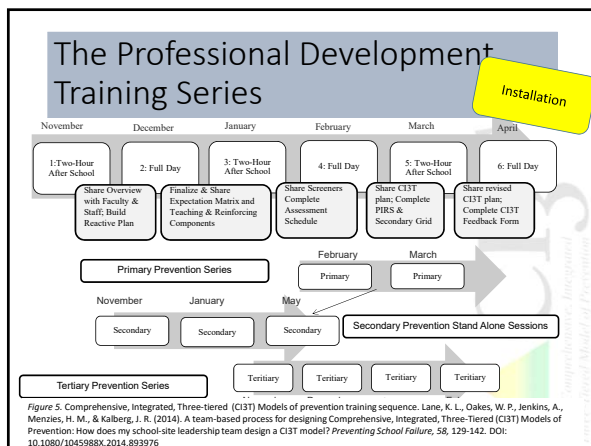 The Professional Development
Training Series
Installation
November
December
January
February
March
April
1:Two-Hour
After School
2: Full Day
3: Two-Hour
After School
4: Full Day
5: Two-Hour
After School
6: Full Day
Share Overview
with Faculty &
Staff; Build
Reactive Plan
Finalize & Share
Expectation Matrix and
Teaching & Reinforcing
Components
Share Screeners
Complete
Assessment
Schedule
Share CI3T
plan; Complete
PIRS &
Secondary Grid
Share revised
CI3T plan;
Complete CI3T
Feedback Form
February
March
Primary Prevention Series
Primary
Primary
November
January
May
Secondary
Secondary
Secondary
Secondary Prevention Stand Alone Sessions
Tertiary Prevention Series
Teritiary
Teritiary
Teritiary
Teritiary
Figure 5. Comprehensive, Integrated, Three-tiered (CI3T) Models of prevention training sequence. Lane, K. L., Oakes, W. P., Jenkins, A.,
Menzies, H. M., & Kalberg, J. R. (2014). A team-based process for designing Comprehensive, Integrated, Three-Tiered (CI3T) Models of
Prevention: How does my school-site leadership team design a CI3T model? Preventing School Failure, 58, 129-142. DOI:
10.1080/1045988X.2014.893976